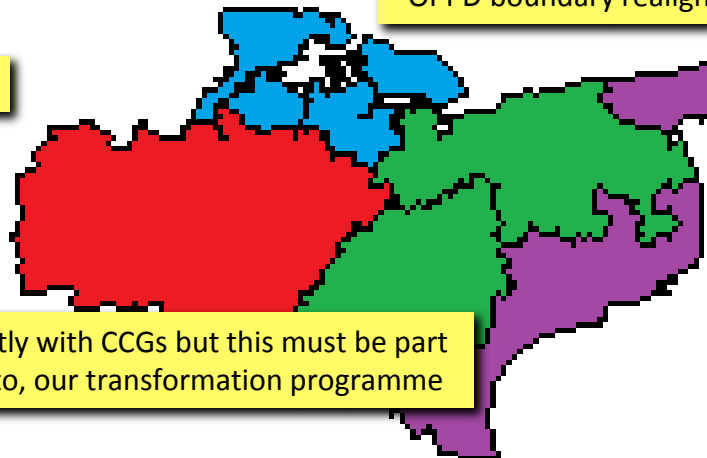 boundary realign
tly with CCGs but this must be part
to, our transformation programme